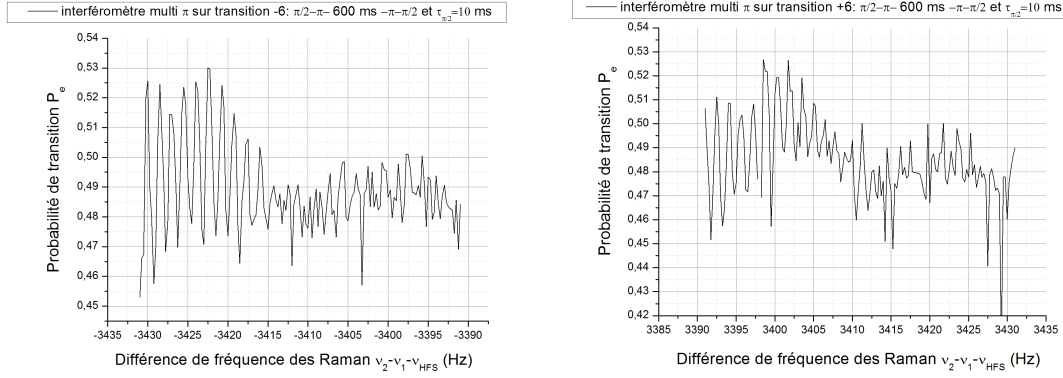 interféromètre multi π sur transition -6: π/2−π− 600 ms −π−π/2 et τπ/2=10 ms
0,53
0,52
0,51
0,50
0,49
0,48
0,47
0,46
0,45
Probabilité de transition Pe
-3435 -3430 -3425 -3420 -3415 -3410 -3405 -3400 -3395 -3390
Différence de fréquence des Raman ν2-ν1-νHFS (Hz)
interféromètre multi π sur transition +6: π/2−π− 600 ms −π−π/2 et τπ/2=10 ms
0,54
0,53
0,52
0,51
0,50
0,49
0,48
0,47
0,46
0,45
0,44
0,43
0,42
Probabilité de transition Pe
3385 3390 3395 3400 3405 3410 3415 3420 3425 3430 3435
Différence de fréquence des Raman ν2-ν1-νHFS (Hz)